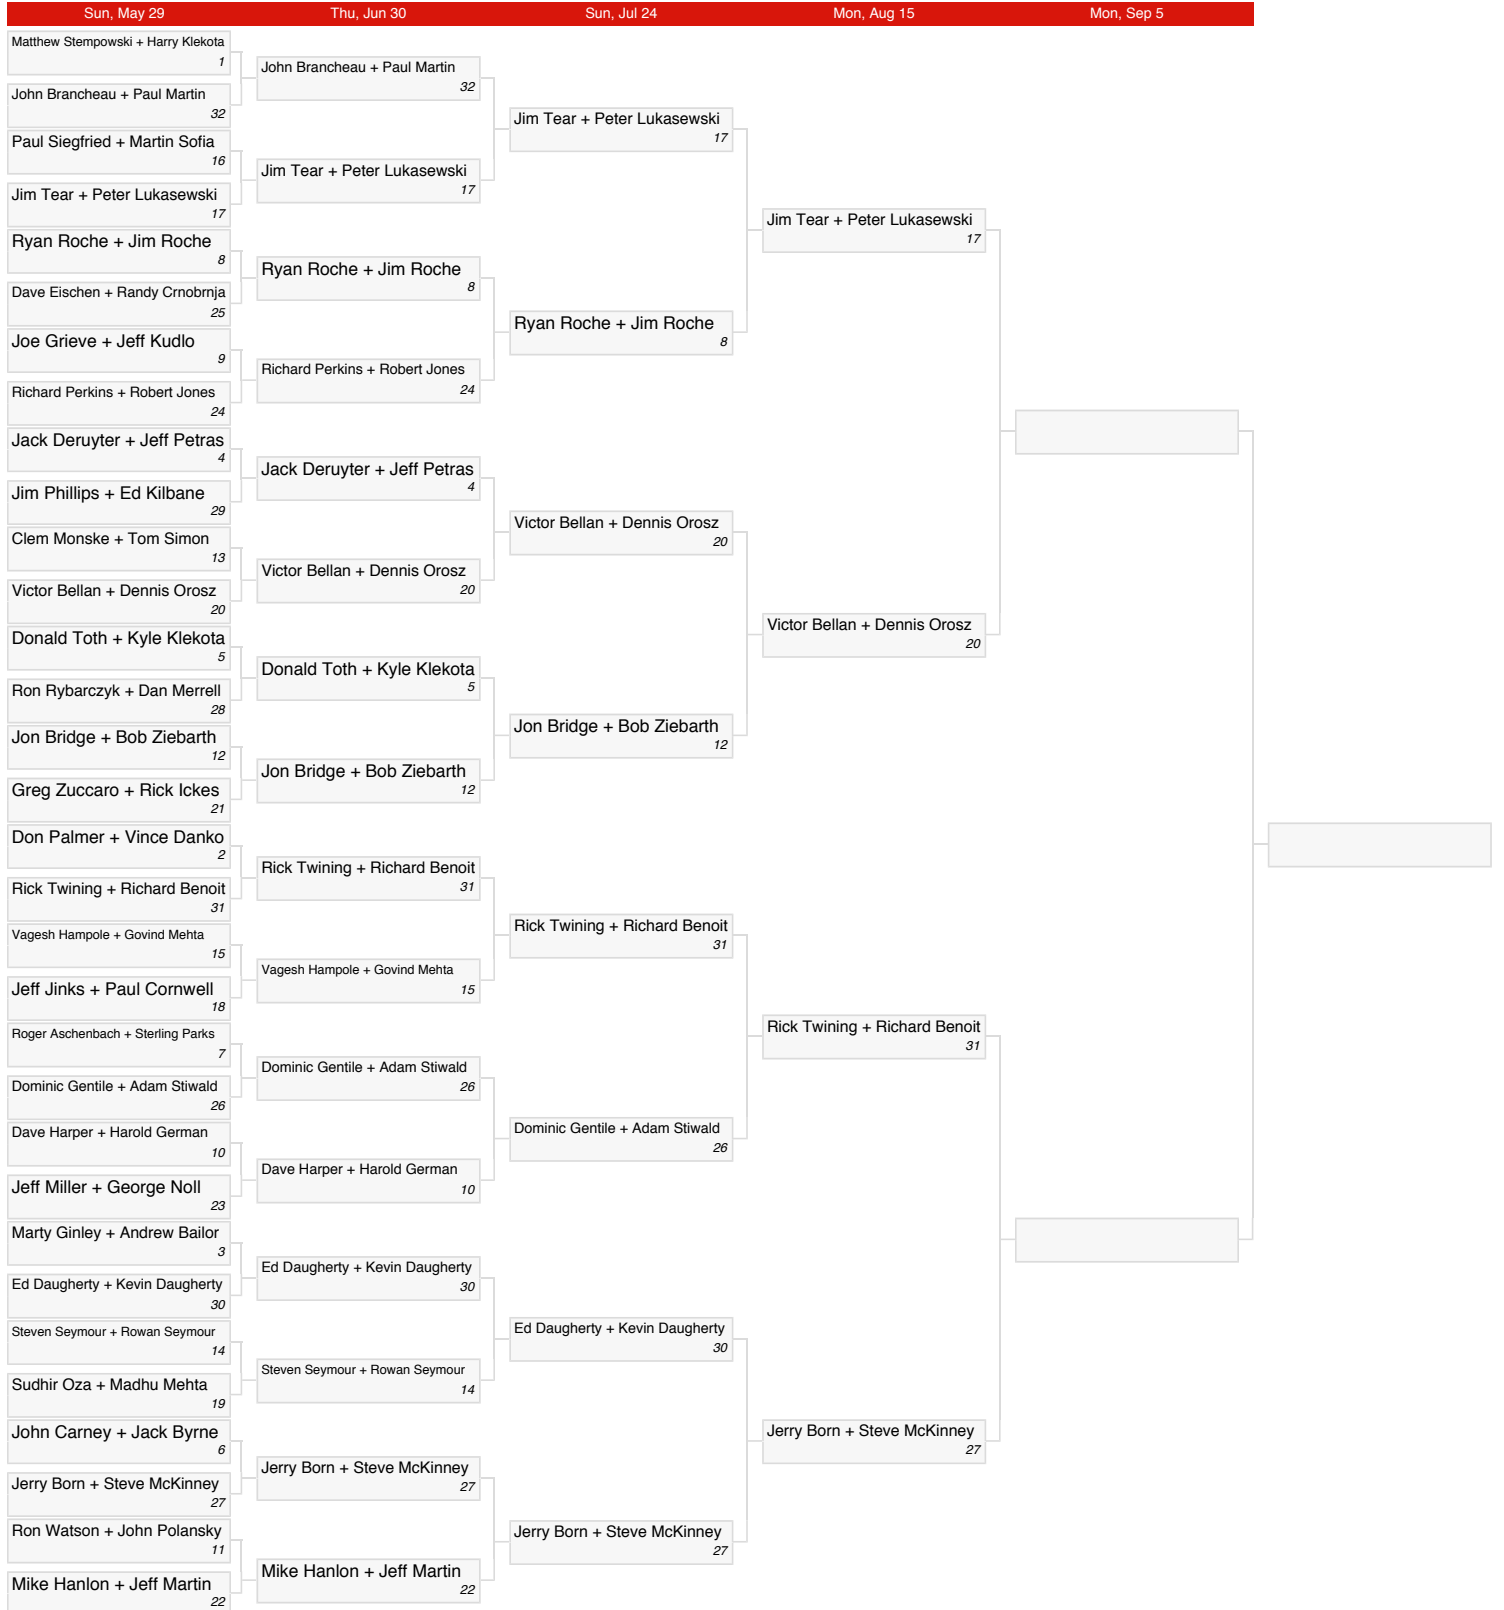 Sun, May 29
Thu, Jun 30
Sun, Jul 24
Mon, Aug 15
Mon, Sep 5
Matthew Stempowski + Harry Klekota
1
John Brancheau + Paul Martin
32
Paul Siegfried + Martin Sofia
16
Jim Tear + Peter Lukasewski
17
Ryan Roche + Jim Roche
8
Dave Eischen + Randy Crnobrnja
25
Joe Grieve + Jeff Kudlo
9
Richard Perkins + Robert Jones
24
Jack Deruyter + Jeff Petras
4
Jim Phillips + Ed Kilbane
29
Clem Monske + Tom Simon
13
Victor Bellan + Dennis Orosz
20
Donald Toth + Kyle Klekota
5
Ron Rybarczyk + Dan Merrell
28
Jon Bridge + Bob Ziebarth
12
Greg Zuccaro + Rick Ickes
21
Don Palmer + Vince Danko
2
Rick Twining + Richard Benoit
31
Vagesh Hampole + Govind Mehta
15
Jeff Jinks + Paul Cornwell
18
Roger Aschenbach + Sterling Parks
7
Dominic Gentile + Adam Stiwald
26
Dave Harper + Harold German
10
Jeff Miller + George Noll
23
Marty Ginley + Andrew Bailor
3
Ed Daugherty + Kevin Daugherty
30
Steven Seymour + Rowan Seymour
14
Sudhir Oza + Madhu Mehta
19
John Carney + Jack Byrne
6
Jerry Born + Steve McKinney
27
Ron Watson + John Polansky
11
Mike Hanlon + Jeff Martin
22
John Brancheau + Paul Martin
32
Jim Tear + Peter Lukasewski
17
Ryan Roche + Jim Roche
8
Richard Perkins + Robert Jones
24
Jack Deruyter + Jeff Petras
4
Victor Bellan + Dennis Orosz
20
Donald Toth + Kyle Klekota
5
Jon Bridge + Bob Ziebarth
12
Rick Twining + Richard Benoit
31
Vagesh Hampole + Govind Mehta
15
Dominic Gentile + Adam Stiwald
26
Dave Harper + Harold German
10
Ed Daugherty + Kevin Daugherty
30
Steven Seymour + Rowan Seymour
14
Jerry Born + Steve McKinney
27
Mike Hanlon + Jeff Martin
22
Jim Tear + Peter Lukasewski
17
Ryan Roche + Jim Roche
8
Victor Bellan + Dennis Orosz
20
Jon Bridge + Bob Ziebarth
12
Rick Twining + Richard Benoit
31
Dominic Gentile + Adam Stiwald
26
Ed Daugherty + Kevin Daugherty
30
Jerry Born + Steve McKinney
27
Jim Tear + Peter Lukasewski
17
Victor Bellan + Dennis Orosz
20
Rick Twining + Richard Benoit
31
Jerry Born + Steve McKinney
27